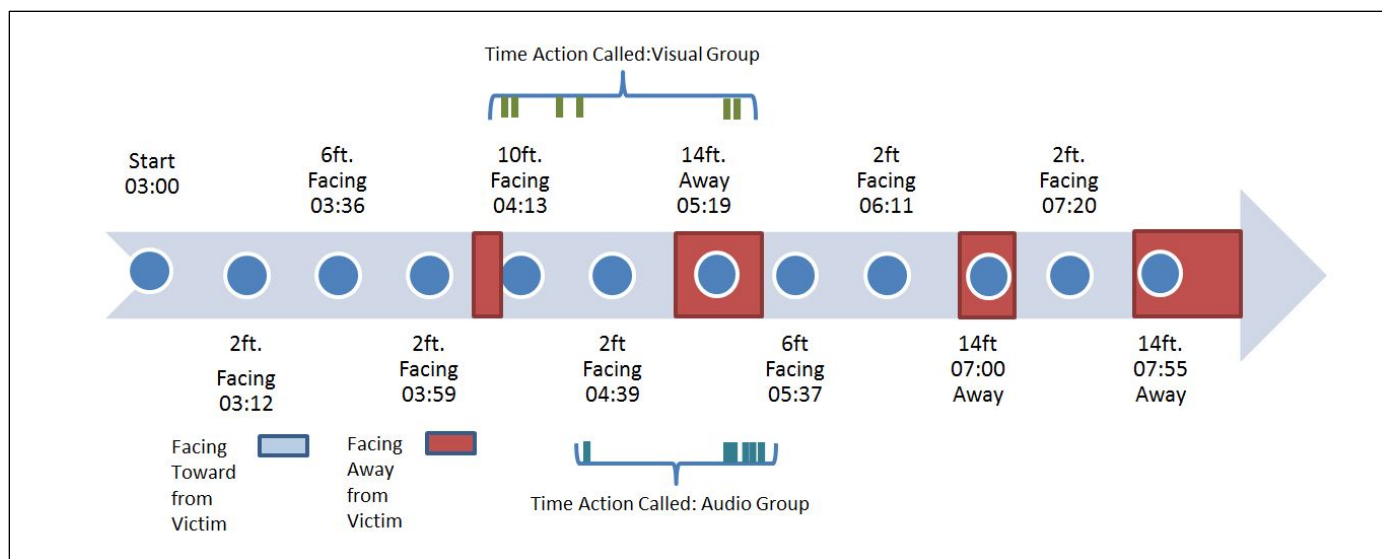 Time Action Called:Visual Group
Start
03:00
6ft.
Facing
03:36
10ft.
Facing
04:13
14ft.
Away
05:19
2ft
Facing
06:11
2ft.
Facing
07:20
2ft.
Facing
03:12
2ft.
Facing
03:59
2ft
Facing
04:39
6ft
Facing
05:37
14ft
07:00
Away
14ft.
07:55
Away
Facing
Toward
from
Victim
Facing
Away
from
Victim
Time Action Called: Audio Group